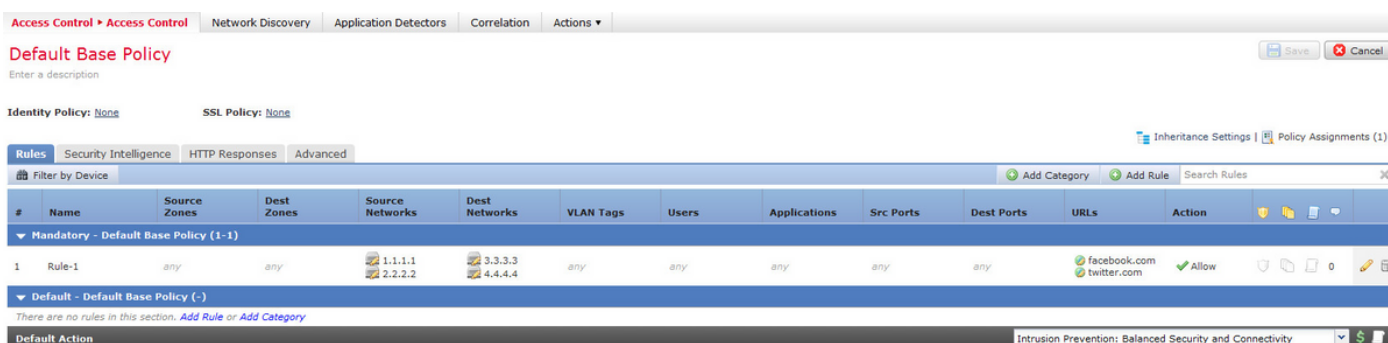 Access Control ▸ Access Control Network Discovery Application Detectors Correlation Actions ▾
Default Base Policy
Save Cancel
Enter a description
Identity Policy: None SSL Policy: None
Inheritance Settings | Policy Assignments (1)
Rules Security Intelligence HTTP Responses Advanced
Filter by Device Add Category Add Rule Search Rules
# Name Source Zones Dest Zones Source Networks Dest Networks VLAN Tags Users Applications Src Ports Dest Ports URLs Action
Mandatory - Default Base Policy (1-1)
1 Rule-1 any any 1.1.1.1 3.3.3.3 any any any any any facebook.com Allow 0
2.2.2.2 4.4.4.4 twitter.com
Default - Default Base Policy (-)
There are no rules in this section. Add Rule or Add Category
Default Action Intrusion Prevention: Balanced Security and Connectivity